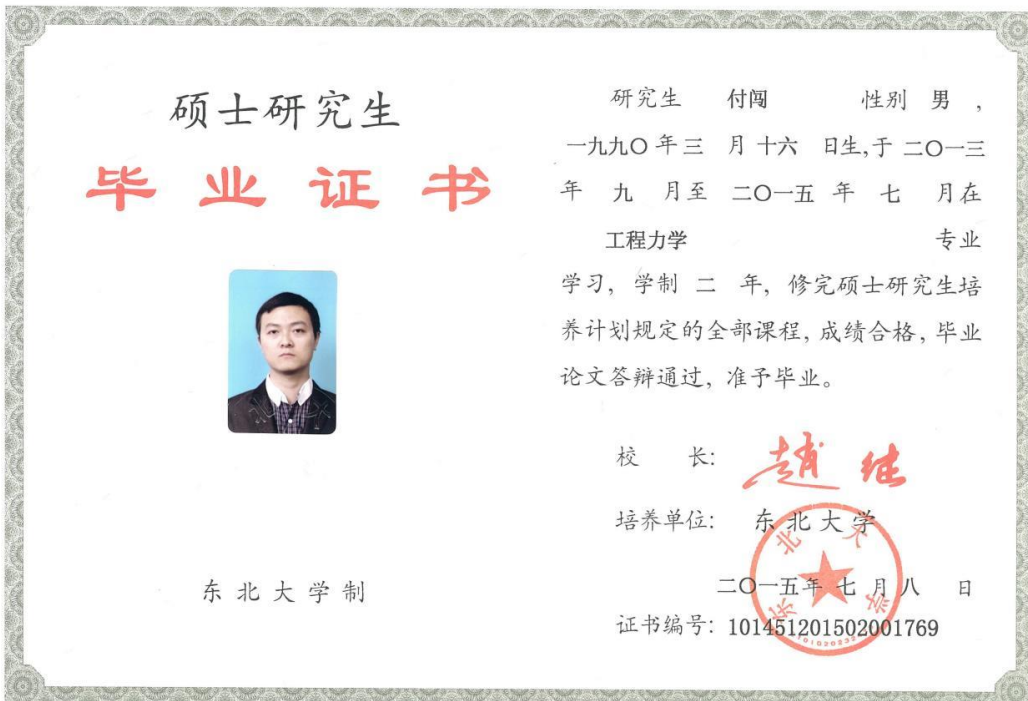 硕士研究生
毕业证书
东北大学制
研究生 付闯 性别 男 ,
一九九〇年三 月十六 日生,于 二〇一三
年 九 月至 二〇一五 年 七 月在
工程力学 专业
学习, 学制 二 年, 修完硕士研究生培
养计划规定的全部课程, 成绩合格, 毕业
论文答辩通过, 准予毕业。
校 长: 赵继
培养单位: 东北大学
二〇一五年 七 月 八 日
证书编号: 101451201502001769
东北大学